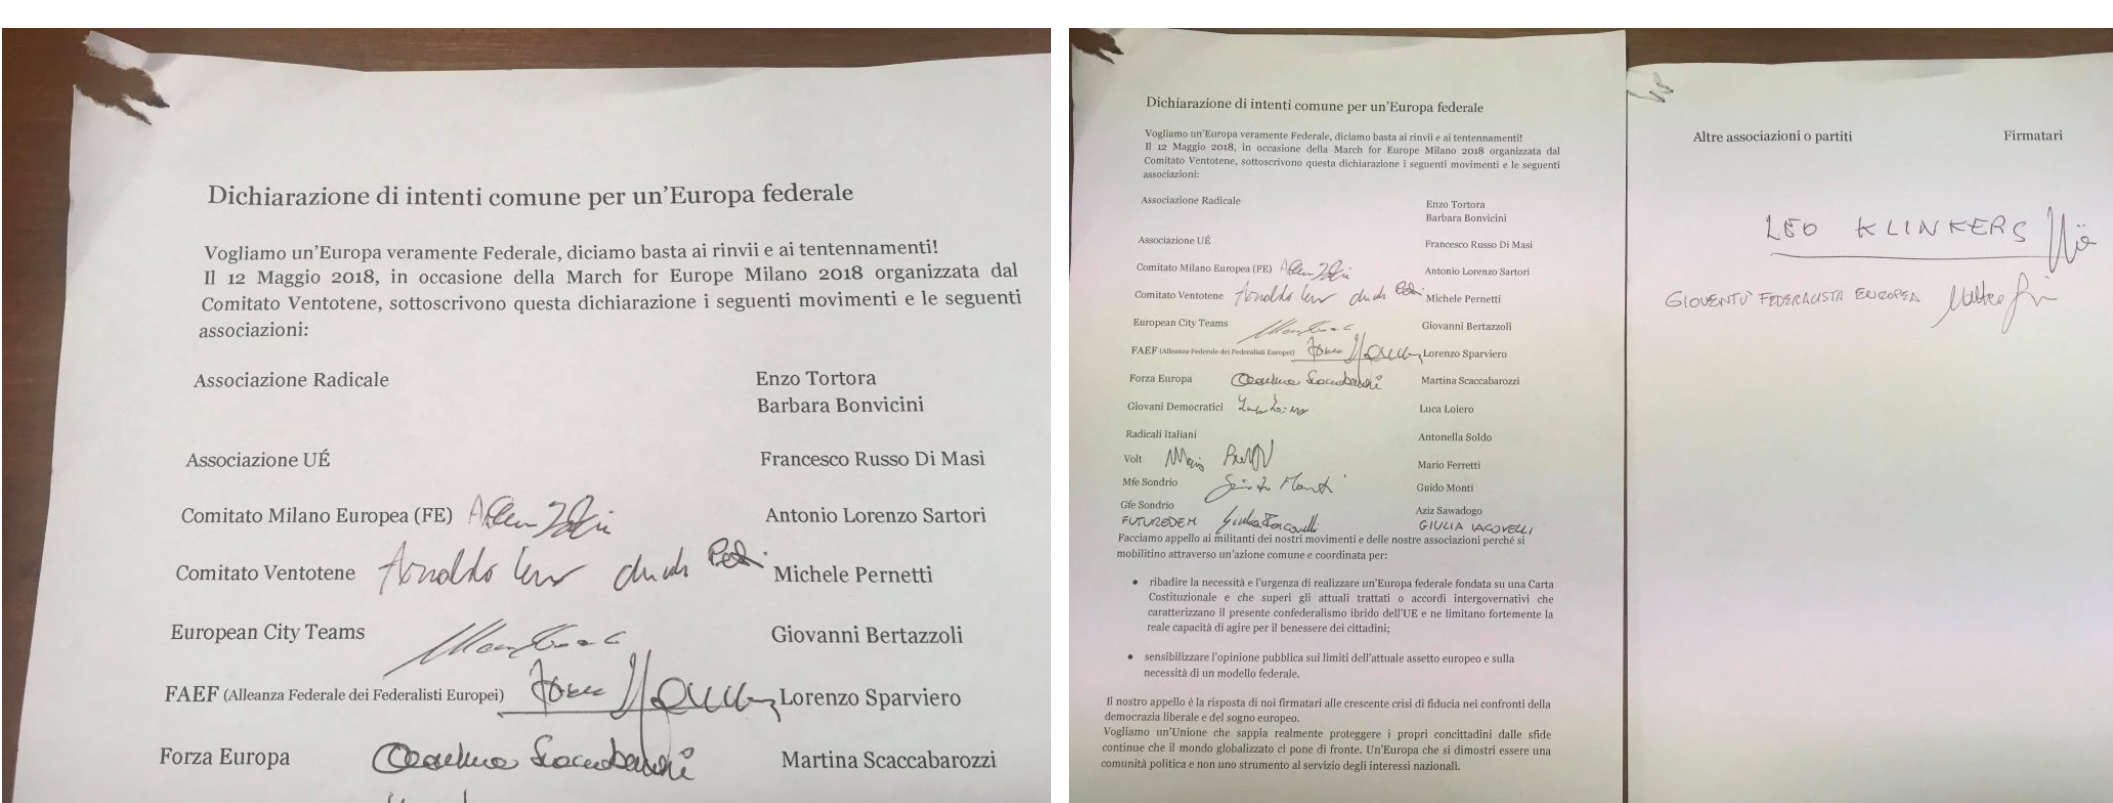 Dichiarazione di intenti comune per un'Europa federale
Vogliamo un'Europa veramente Federale, diciamo basta ai rinvii e ai tentennamenti!
Il 12 Maggio 2018, in occasione della March for Europe Milano 2018 organizzata dal
Comitato Ventotene, sottoscrivono questa dichiarazione i seguenti movimenti e le seguenti
associazioni:
Associazione Radicale Enzo Tortora
Barbara Bonvicini
Associazione UÉ Francesco Russo Di Masi
Comitato Milano Europea (FE) Antonio Lorenzo Sartori
Comitato Ventotene Arnoldo Michele Pernetti
European City Teams Giovanni Bertazzoli
FAEF (Alleanza Federale dei Federalisti Europei) Lorenzo Sparviero
Forza Europa Martina Scaccabarozzi
Dichiarazione di intenti comune per un'Europa federale
Vogliamo un'Europa veramente Federale, diciamo basta ai rinvii e ai tentennamenti!
Il 12 Maggio 2018, in occasione della March for Europe Milano 2018 organizzata dal
Comitato Ventotene, sottoscrivono questa dichiarazione i seguenti movimenti e le seguenti
associazioni:
Associazione Radicale Enzo Tortora
Barbara Bonvicini
Associazione UÉ Francesco Russo Di Masi
Comitato Milano Europea (FE) Antonio Lorenzo Sartori
Comitato Ventotene Arnoldo Michele Pernetti
European City Teams Giovanni Bertazzoli
FAEF (Alleanza Federale dei Federalisti Europei) Lorenzo Sparviero
Forza Europa Martina Scaccabarozzi
Giovani Democratici Luca Loiero
Radicali Italiani Antonella Soldo
Volt Mario Ferretti
Mfe Sondrio Guido Monti
Gfe Sondrio Aziz Sawadogo
FUTUREDEM Giulia Iacovelli GIULIA IACOVELLI
Facciamo appello ai militanti dei nostri movimenti e delle nostre associazioni perché si
mobilitino attraverso un'azione comune e coordinata per:
• ribadire la necessità e l'urgenza di realizzare un'Europa federale fondata su una Carta
Costituzionale e che superi gli attuali trattati o accordi intergovernativi che
caratterizzano il presente confederalismo ibrido dell'UE e ne limitano fortemente la
reale capacità di agire per il benessere dei cittadini;
• sensibilizzare l'opinione pubblica sui limiti dell'attuale assetto europeo e sulla
necessità di un modello federale.
Il nostro appello è la risposta di noi firmatari alle crescente crisi di fiducia nei confronti della
democrazia liberale e del sogno europeo.
Vogliamo un'Unione che sappia realmente proteggere i propri concittadini dalle sfide
continue che il mondo globalizzato ci pone di fronte. Un'Europa che si dimostri essere una
comunità politica e non uno strumento al servizio degli interessi nazionali.
Altre associazioni o partiti Firmatari
LEO KLINKERS
GIOVENTÙ FEDERALISTA EUROPEA